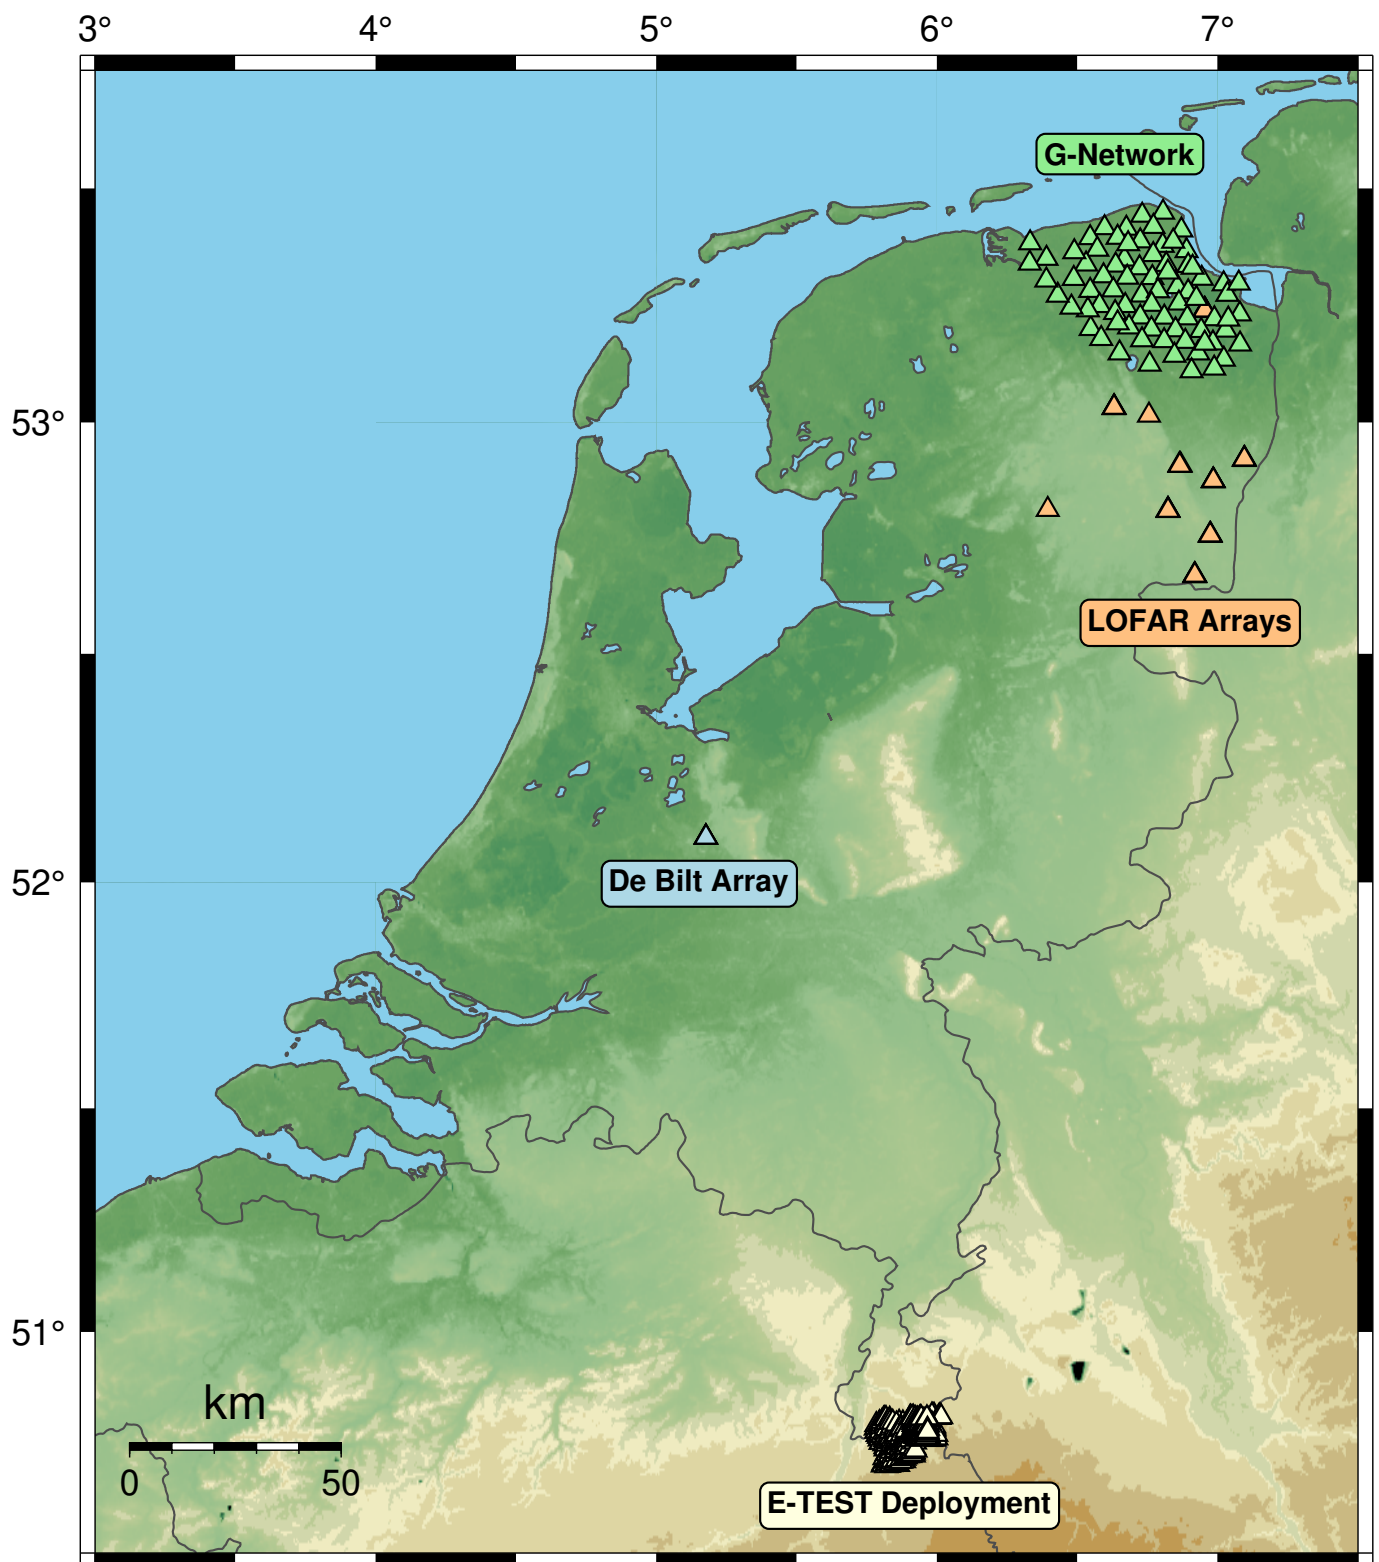 3° 4° 5° 6° 7°
G-Network
53°
LOFAR Arrays
52°
De Bilt Array
51°
km
0 50
E-TEST Deployment